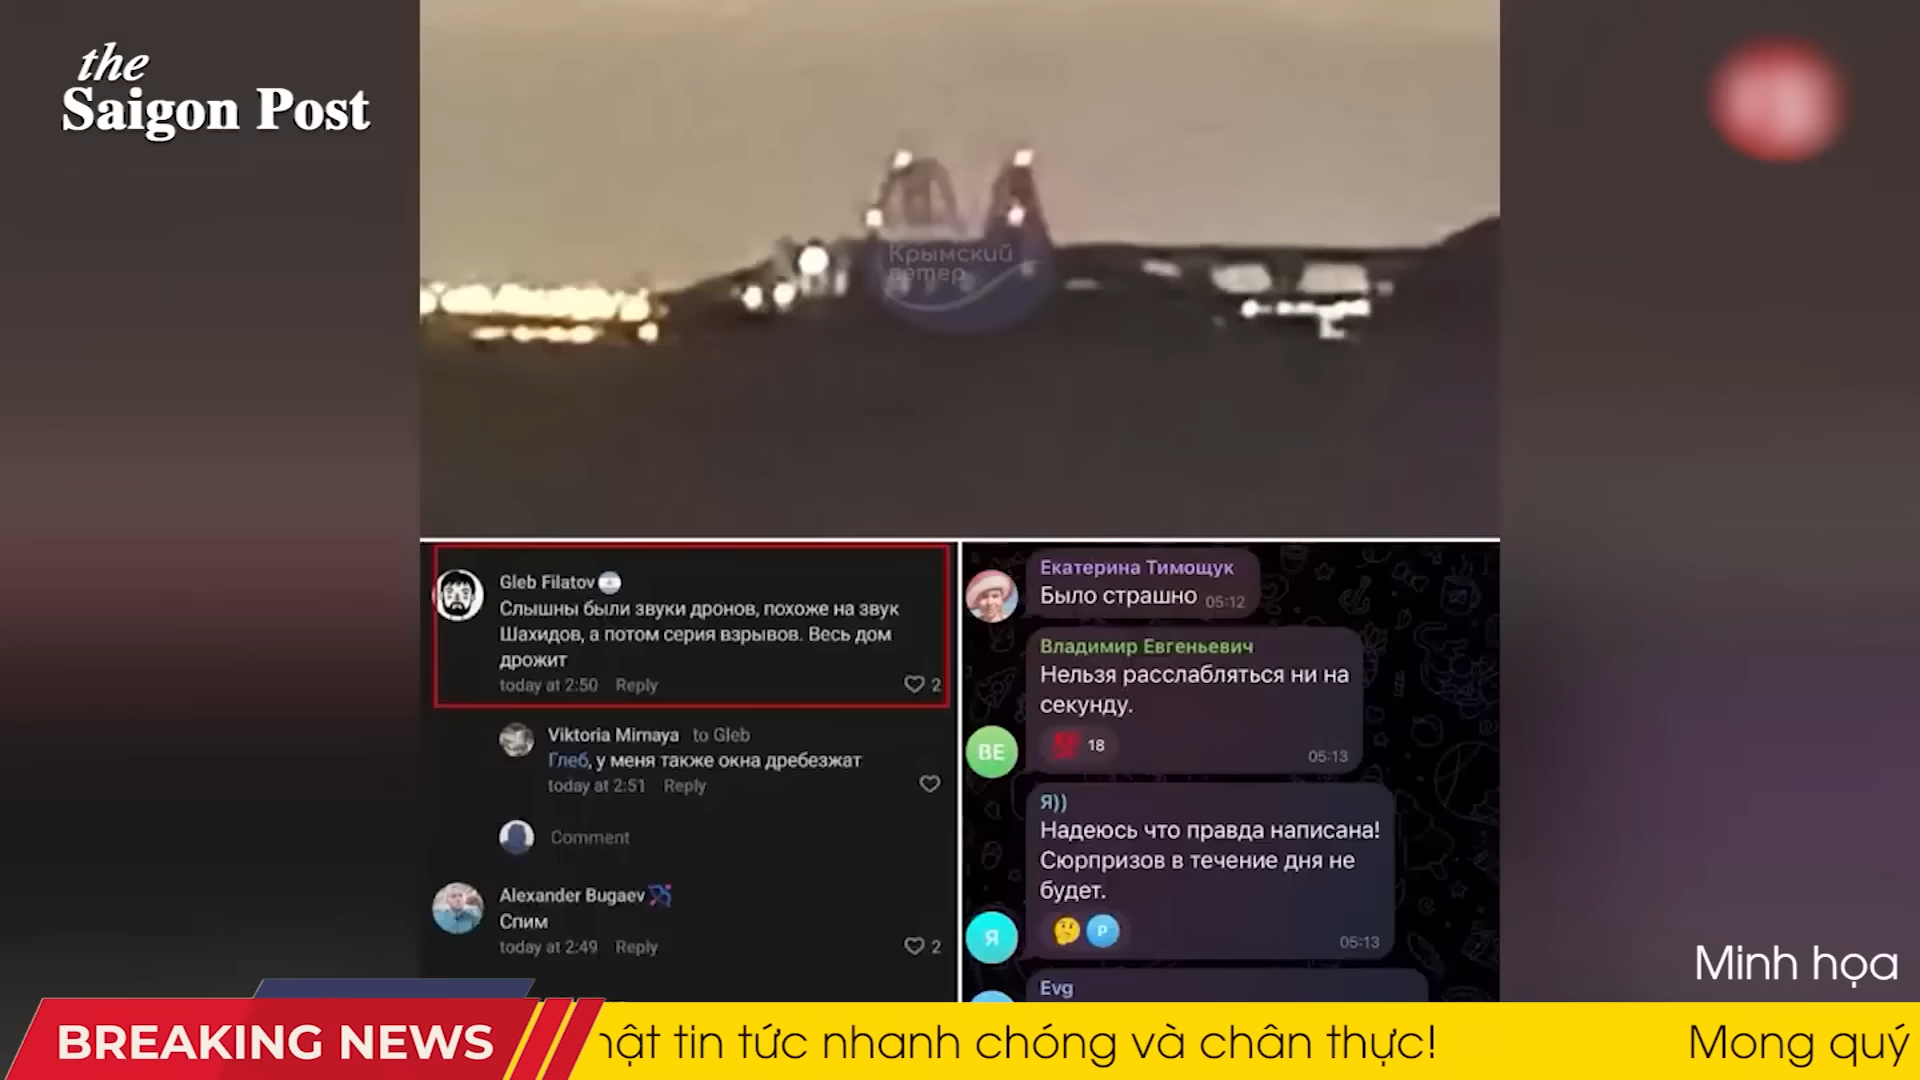 the
Saigon Post
Крымский
ветер
Gleb Filatov
Слышны были звуки дронов, похоже на звук
Шахидов, а потом серия взрывов. Весь дом
дрожит
today at 2:50 Reply
2
Viktoria Mirnaya to Gleb
Глеб, у меня также окна дребезжат
today at 2:51 Reply
Comment
Alexander Bugaev
Спим
today at 2:49 Reply
2
Екатерина Тимощук
Было страшно 05:12
Владимир Евгеньевич
Нельзя расслабляться ни на
секунду.
ВЕ
18
05:13
Я))
Надеюсь что правда написана!
Сюрпризов в течение дня не
будет.
Я
P
05:13
Evg
Minh họa
BREAKING NEWS
tin tức nhanh chóng và chân thực!
Mong quý